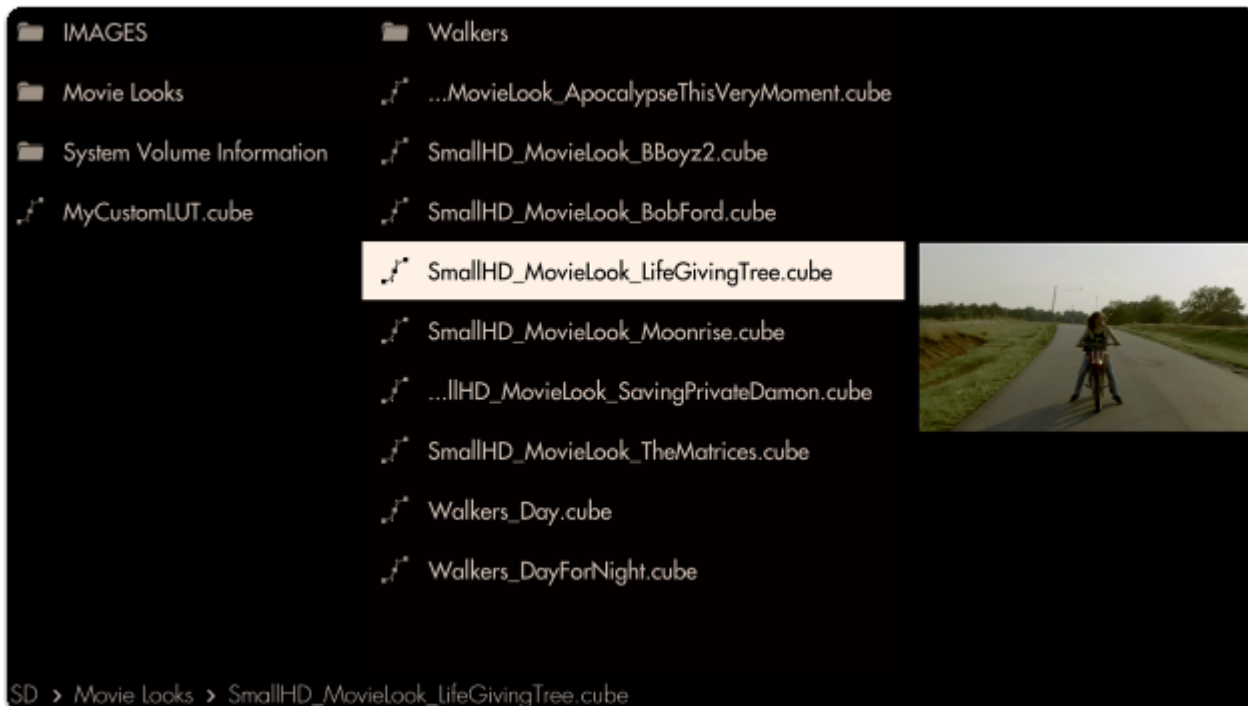 IMAGES
Movie Looks
System Volume Information
MyCustomLUT.cube
Walkers
...MovieLook_ApocalypseThisVeryMoment.cube
SmallHD_MovieLook_BBoyz2.cube
SmallHD_MovieLook_BobFord.cube
SmallHD_MovieLook_LifeGivingTree.cube
SmallHD_MovieLook_Moonrise.cube
...llHD_MovieLook_SavingPrivateDamon.cube
SmallHD_MovieLook_TheMatrices.cube
Walkers_Day.cube
Walkers_DayForNight.cube
SD > Movie Looks > SmallHD_MovieLook_LifeGivingTree.cube